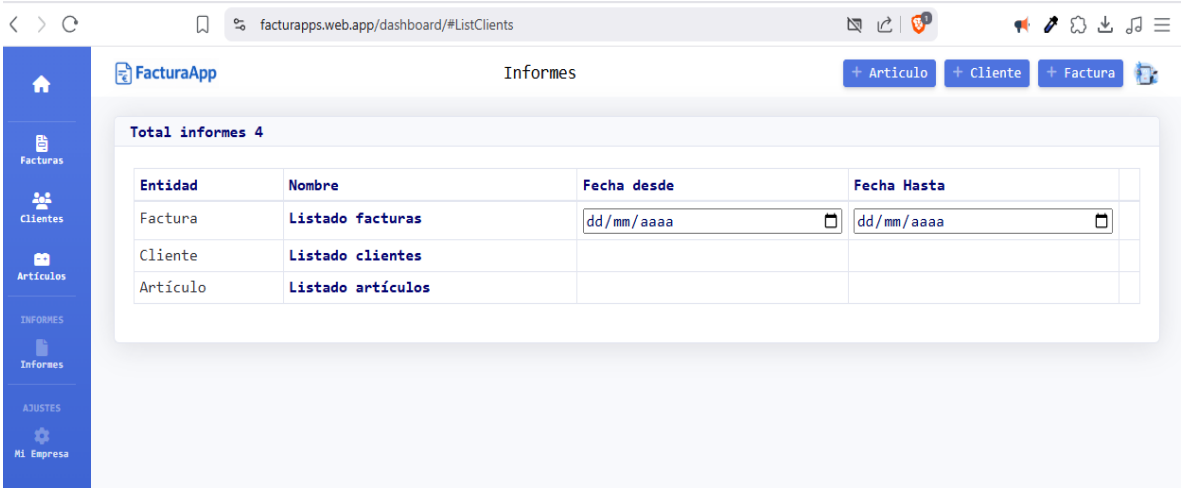 facturapps.web.app/dashboard/#ListClients
1
FacturaApp
Informes
+ Articulo
+ Cliente
+ Factura
Facturas
Clientes
Artículos
INFORMES
Informes
AJUSTES
Mi Empresa
Total informes 4
Entidad Nombre Fecha desde Fecha Hasta
Factura Listado facturas dd/mm/aaaa dd/mm/aaaa
Cliente Listado clientes
Artículo Listado artículos